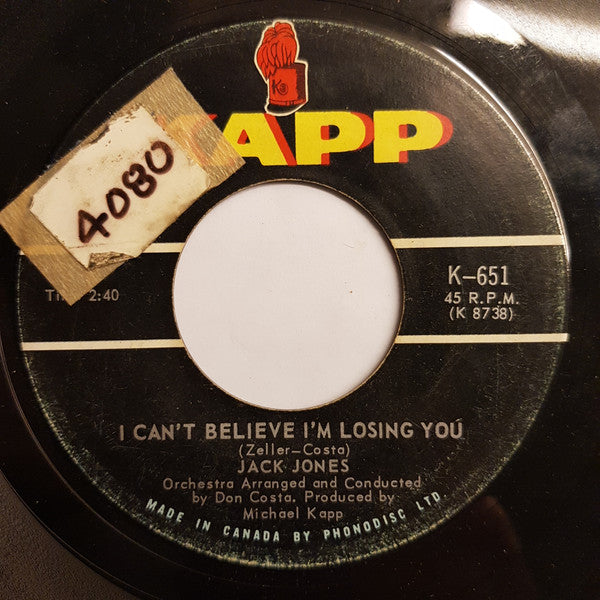 K
APP
4080
2:40
K-651
45 R.P.M.
(K 8738)
I CAN'T BELIEVE I'M LOSING YOU
(Zeller-Costa)
JACK JONES
Orchestra Arranged and Conducted
by Don Costa. Produced by
Michael Kapp
MADE IN CANADA BY PHONODISC LTD.